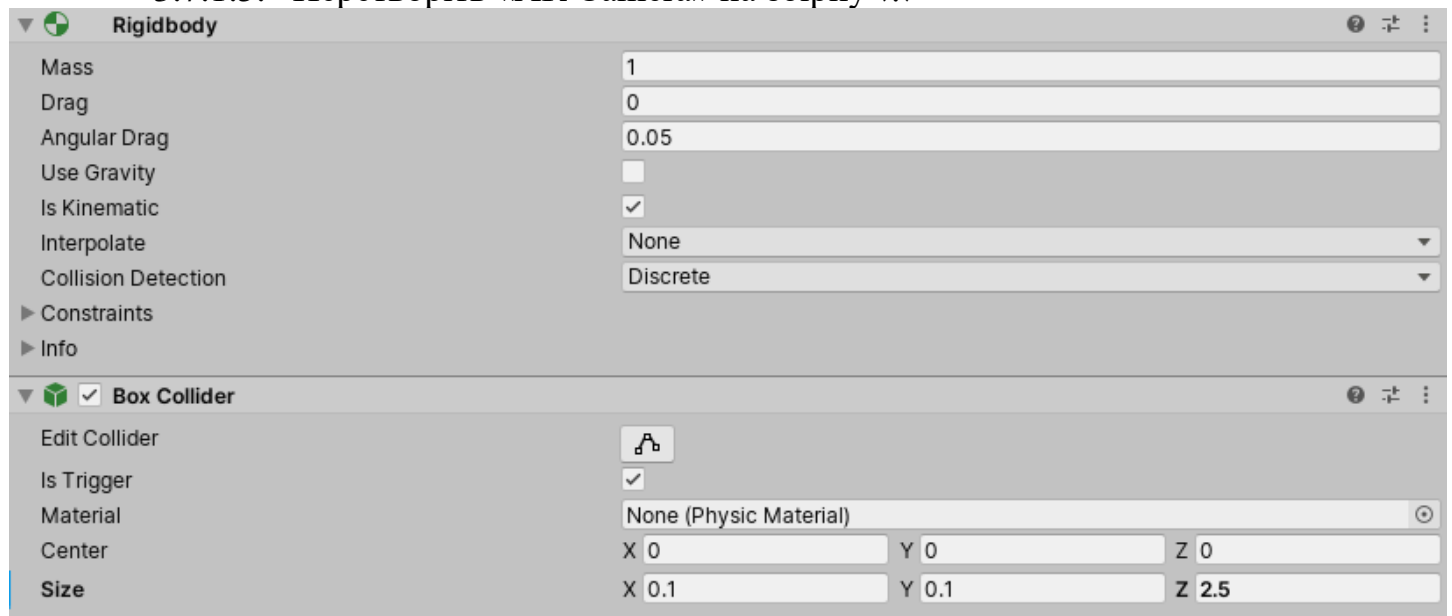 Rigidbody
Mass 1
Drag 0
Angular Drag 0.05
Use Gravity
Is Kinematic
Interpolate None
Collision Detection Discrete
Constraints
Info
Box Collider
Edit Collider
Is Trigger
Material None (Physic Material)
Center X 0 Y 0 Z 0
Size X 0.1 Y 0.1 Z 2.5